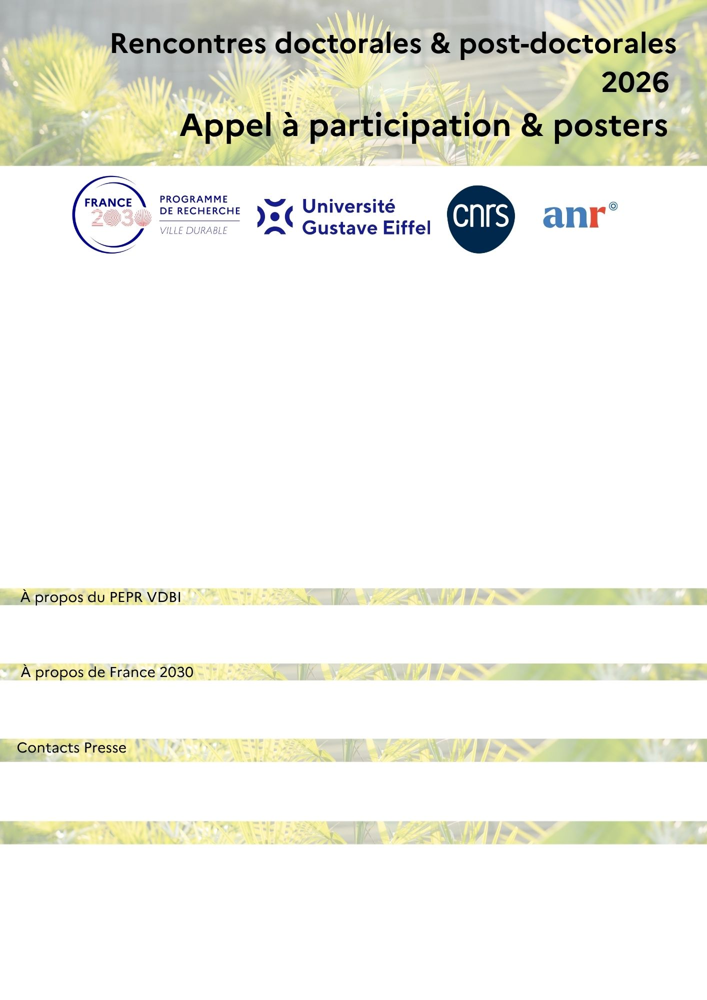 Rencontres doctorales & post-doctorales
2026
Appel à participation & posters
FRANCE
2030
PROGRAMME
DE RECHERCHE
VILLE DURABLE
Université
Gustave Eiffel
cnrs
anr
À propos du PEPR VDBI
À propos de France 2030
Contacts Presse